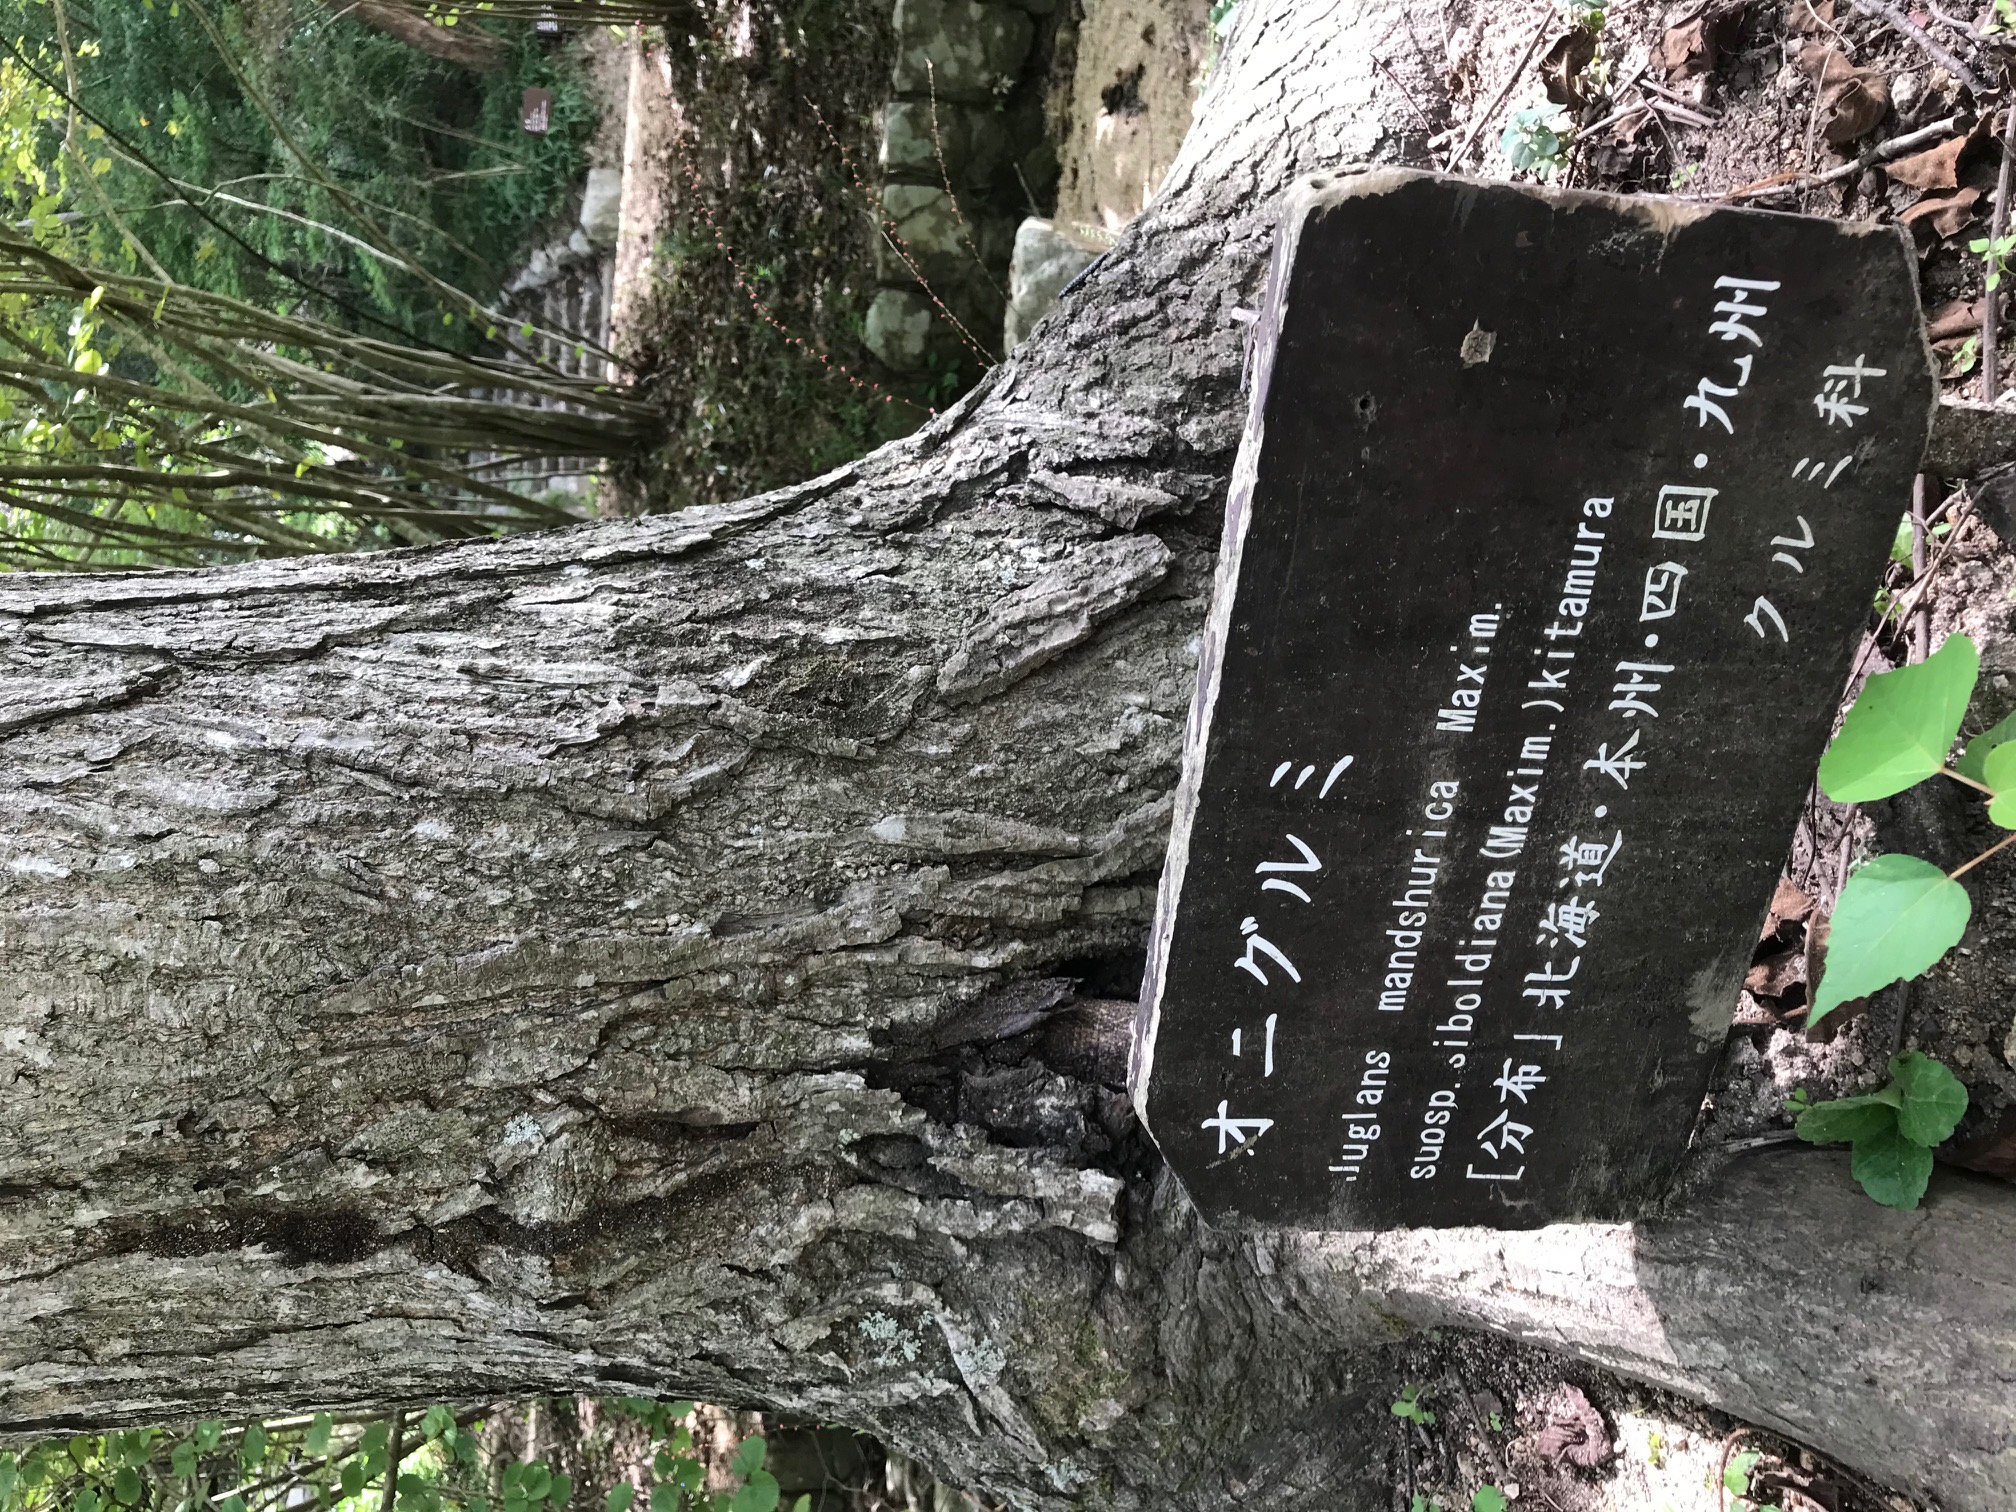 オニグルミ
Juglans mandshurica Maxim.
subsp. sieboldiana (Maxim.) kitamura
[分布] 北海道・本州・四国・九州
クルミ科